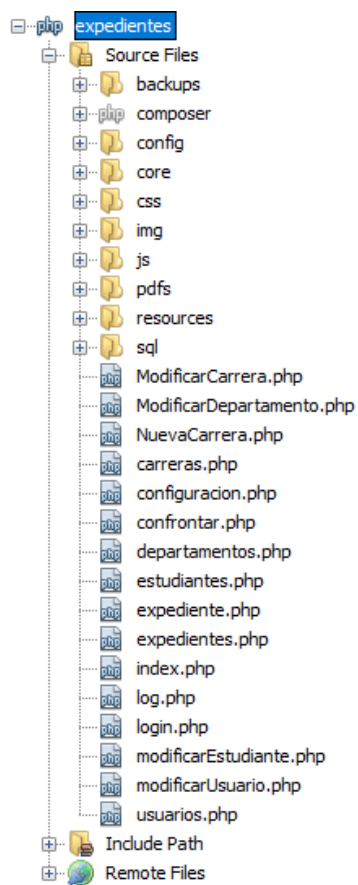 expedientes
Source Files
backups
composer
config
core
css
img
js
pdfs
resources
sql
ModificarCarrera.php
ModificarDepartamento.php
NuevaCarrera.php
carreras.php
configuracion.php
confrontar.php
departamentos.php
estudiantes.php
expediente.php
expedientes.php
index.php
log.php
login.php
modificarEstudiante.php
modificarUsuario.php
usuarios.php
Include Path
Remote Files